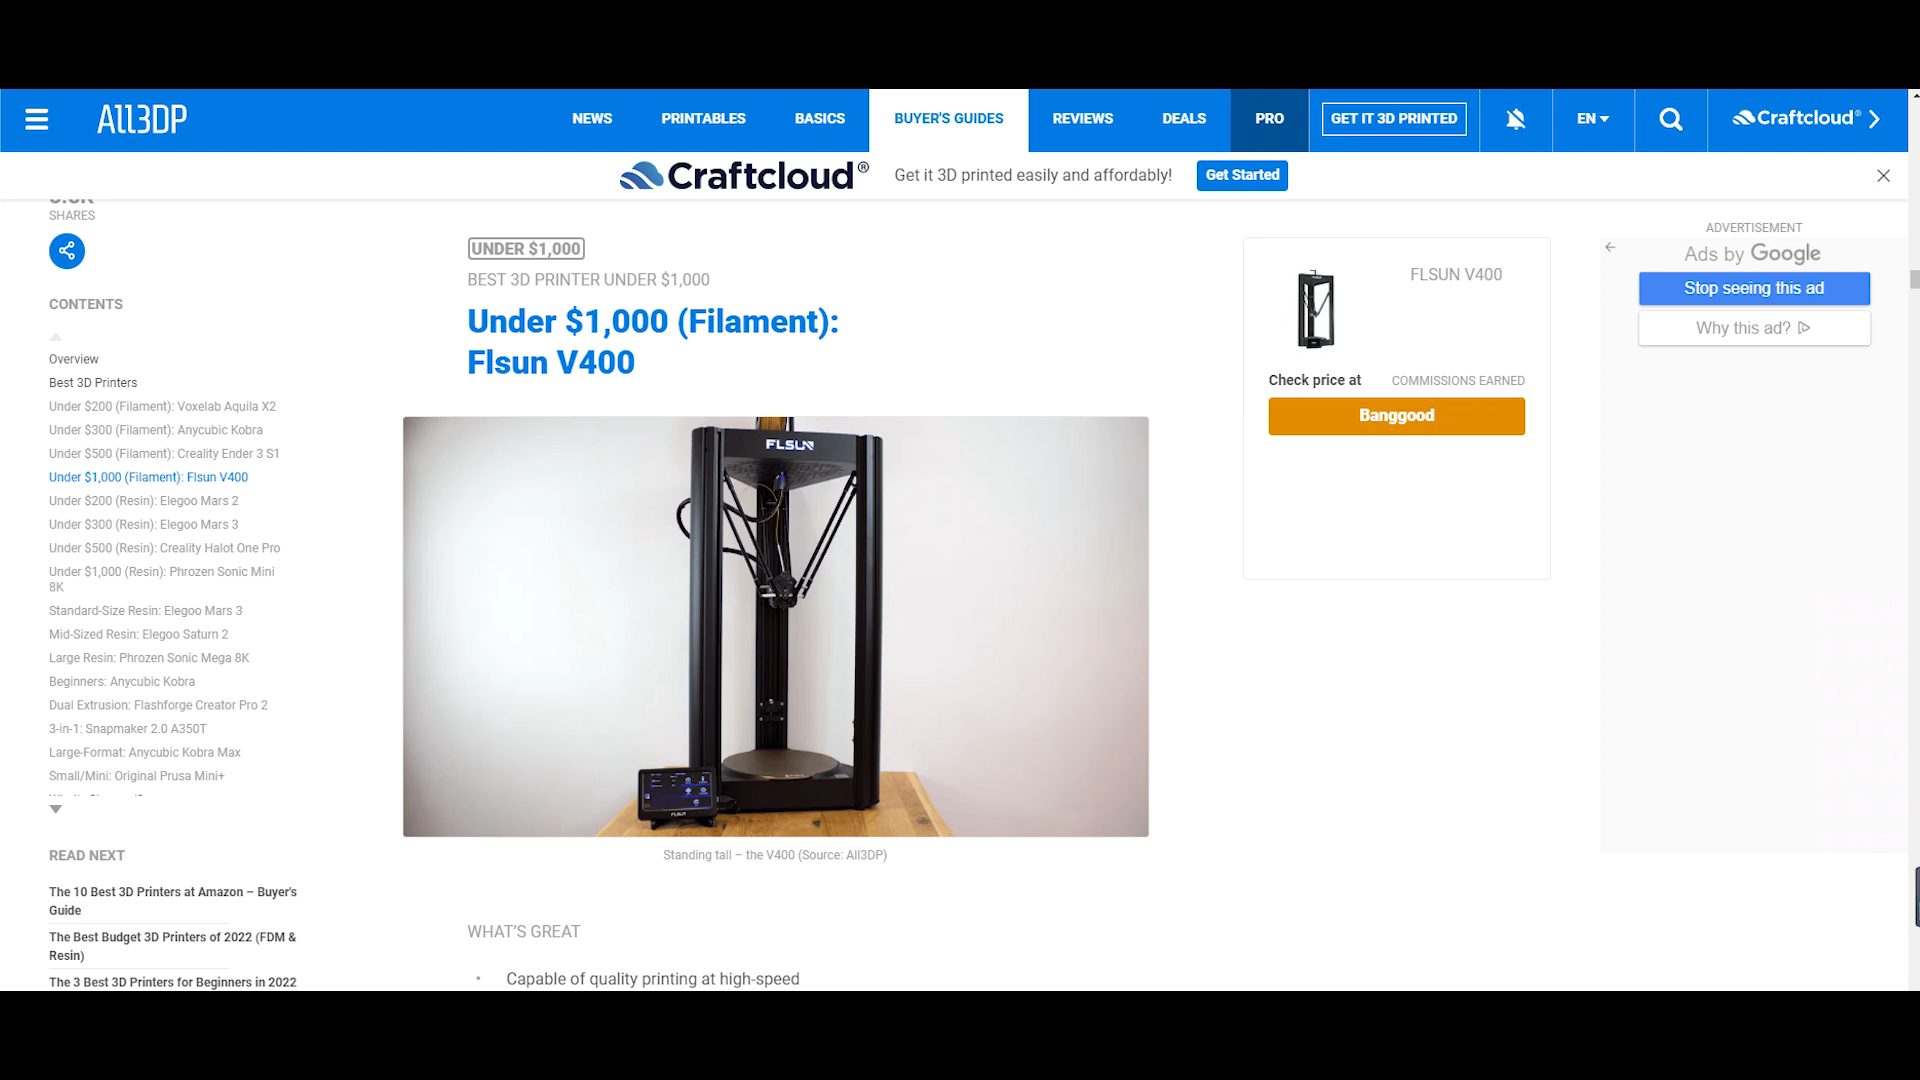 All3DP
NEWS
PRINTABLES
BASICS
BUYER'S GUIDES
REVIEWS
DEALS
PRO
GET IT 3D PRINTED
EN
Craftcloud®
Craftcloud®
Get it 3D printed easily and affordably!
Get Started
SHARES
CONTENTS
Overview
Best 3D Printers
Under $200 (Filament): Voxelab Aquila X2
Under $300 (Filament): Anycubic Kobra
Under $500 (Filament): Creality Ender 3 S1
Under $1,000 (Filament): Flsun V400
Under $200 (Resin): Elegoo Mars 2
Under $300 (Resin): Elegoo Mars 3
Under $500 (Resin): Creality Halot One Pro
Under $1,000 (Resin): Phrozen Sonic Mini
8K
Standard-Size Resin: Elegoo Mars 3
Mid-Sized Resin: Elegoo Saturn 2
Large Resin: Phrozen Sonic Mega 8K
Beginners: Anycubic Kobra
Dual Extrusion: Flashforge Creator Pro 2
3-in-1: Snapmaker 2.0 A350T
Large-Format: Anycubic Kobra Max
Small/Mini: Original Prusa Mini+
READ NEXT
The 10 Best 3D Printers at Amazon – Buyer's
Guide
The Best Budget 3D Printers of 2022 (FDM &
Resin)
The 3 Best 3D Printers for Beginners in 2022
UNDER $1,000
BEST 3D PRINTER UNDER $1,000
Under $1,000 (Filament):
Flsun V400
FLSUN
FLSUN
Standing tall – the V400 (Source: All3DP)
WHAT'S GREAT
• Capable of quality printing at high-speed
FLSUN V400
Check price at
COMMISSIONS EARNED
Banggood
ADVERTISEMENT
Ads by Google
Stop seeing this ad
Why this ad?